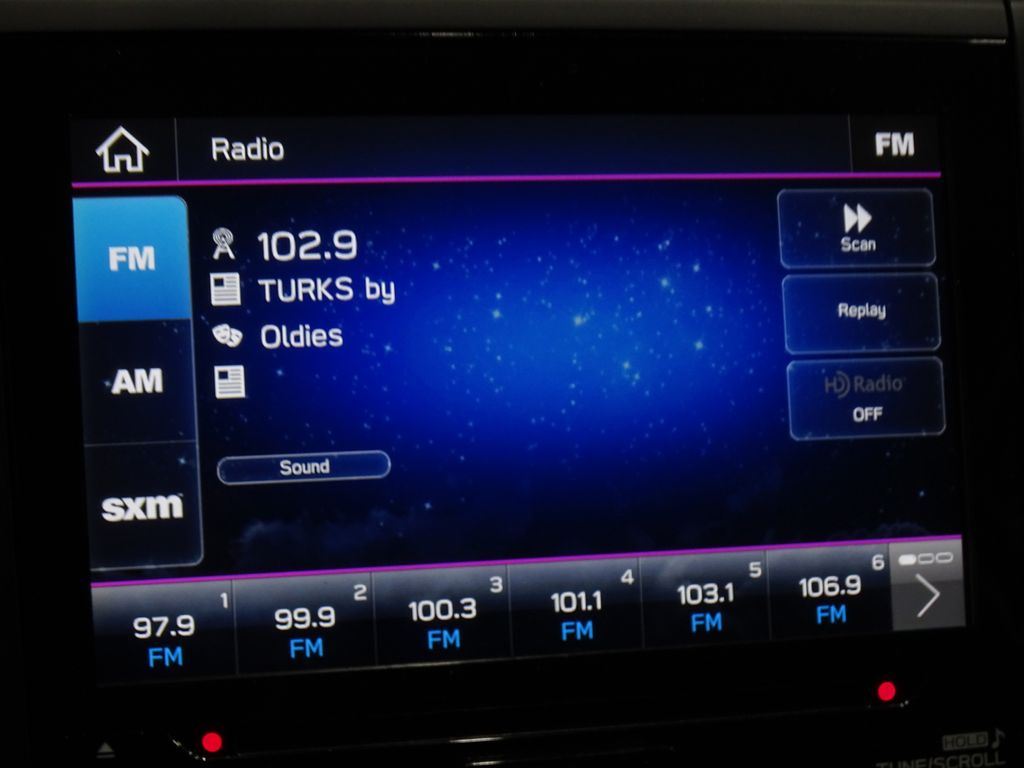 Radio
FM
FM
102.9
Scan
TURKS by
Replay
Oldies
AM
HD Radio
OFF
Sound
sxm
1
97.9
FM
2
99.9
FM
3
100.3
FM
4
101.1
FM
5
103.1
FM
6
106.9
FM
HOLD
TUNE/SCROLL